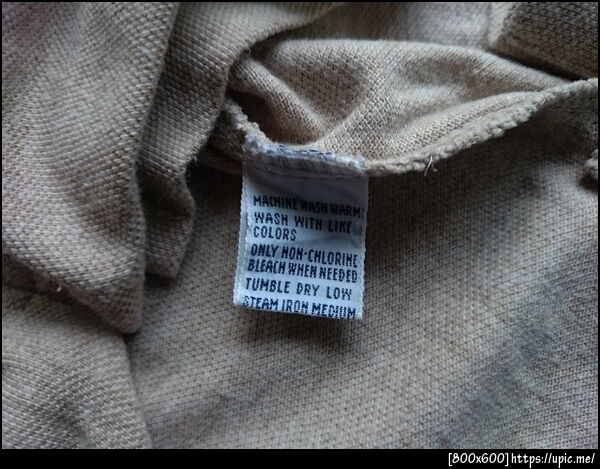 MACHINE WASH WARM
WASH WITH LIKE
COLORS
ONLY NON-CHLORINE
BLEACH WHEN NEEDED
TUMBLE DRY LOW
STEAM IRON MEDIUM
[800x600]https://upic.me/